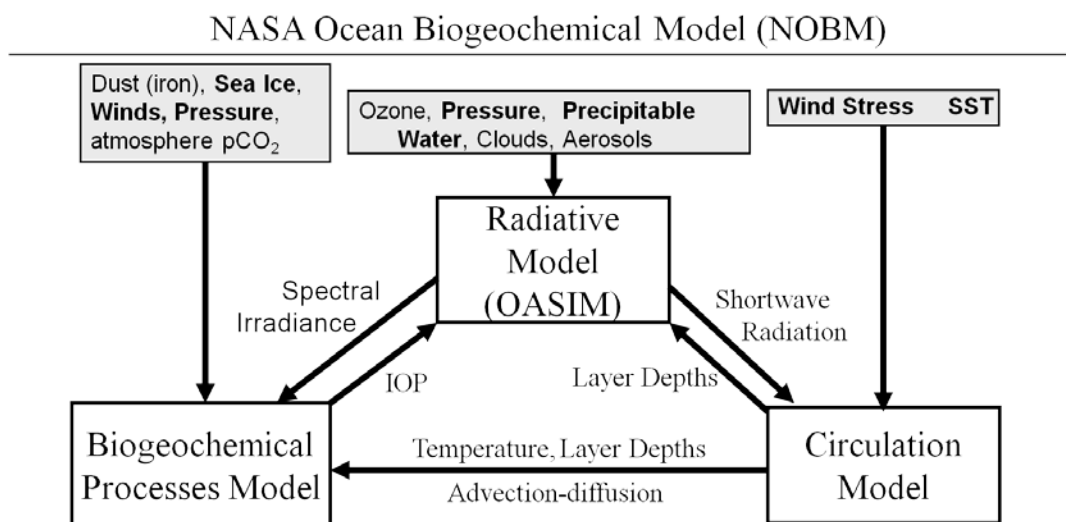 NASA Ocean Biogeochemical Model (NOBM)
Dust (iron), Sea Ice,
Winds, Pressure,
atmosphere pCO₂
Ozone, Pressure, Precipitable
Water, Clouds, Aerosols
Wind Stress SST
Radiative
Model
(OASIM)
Spectral
Irradiance
IOP
Shortwave
Radiation
Layer Depths
Biogeochemical
Processes Model
Temperature, Layer Depths
Advection-diffusion
Circulation
Model